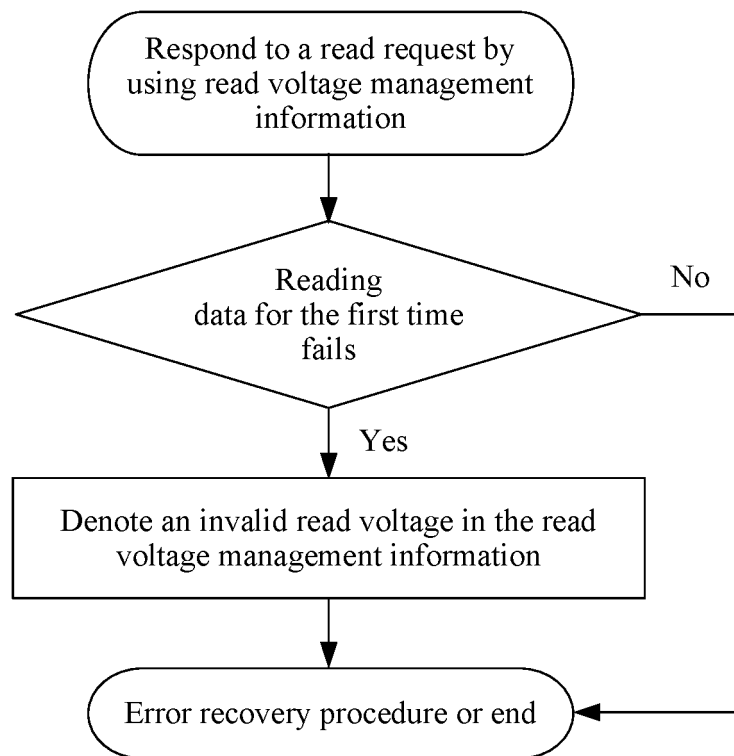 Respond to a read request by
using read voltage management
information
Reading
data for the first time
fails
No
Yes
Denote an invalid read voltage in the read
voltage management information
Error recovery procedure or end